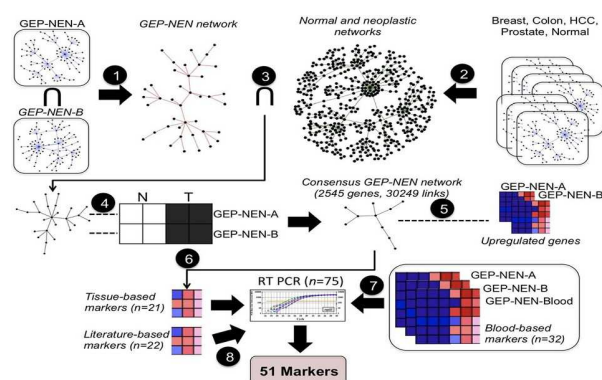 GEP-NEN-A
GEP-NEN network
Normal and neoplastic
networks
Breast, Colon, HCC,
Prostate, Normal
1
3
2
GEP-NEN-B
4
N T
GEP-NEN-A
GEP-NEN-B
Consensus GEP-NEN network
(2545 genes, 30249 links)
5
GEP-NEN-A
GEP-NEN-B
Upregulated genes
6
RT PCR (n=75)
7
Tissue-based
markers (n=21)
Literature-based
markers (n=22)
8
GEP-NEN-A
GEP-NEN-B
GEP-NEN-Blood
Blood-based
markers (n=32)
51 Markers